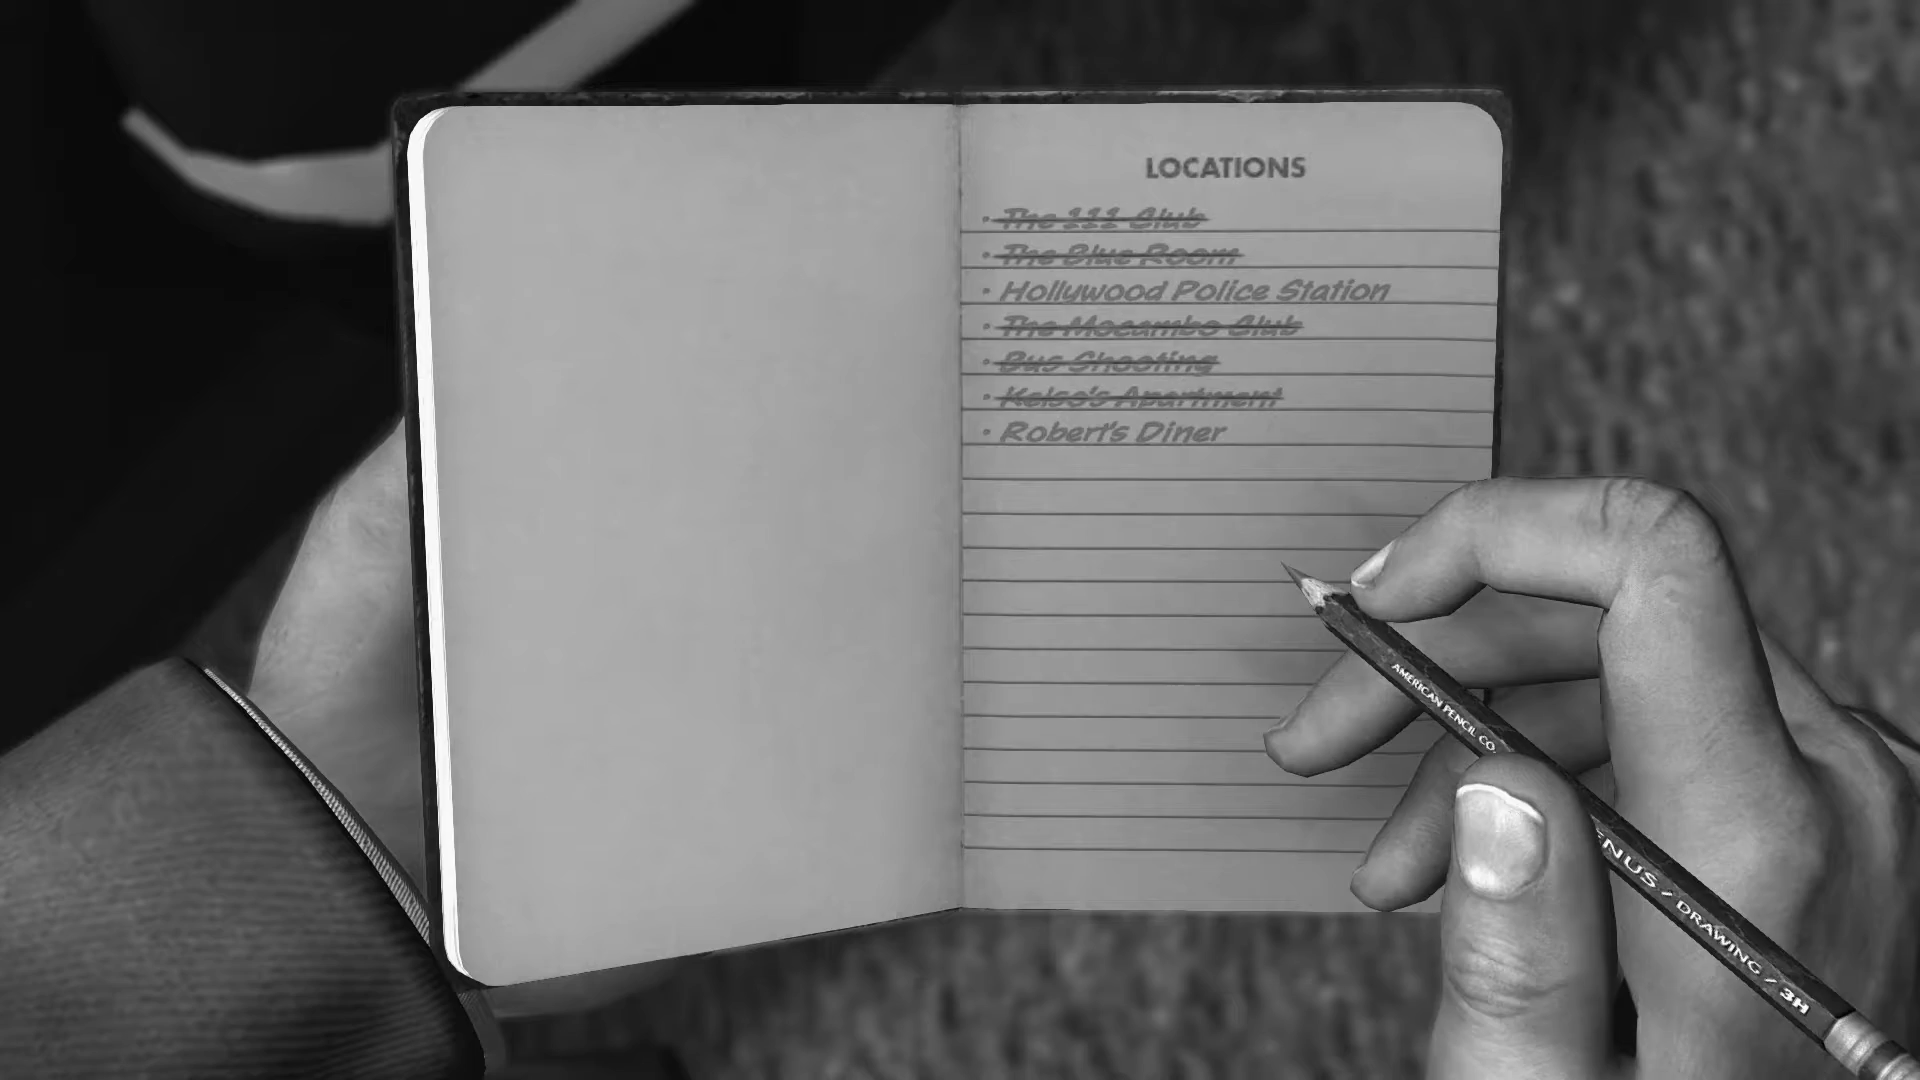 LOCATIONS
· The 111 Club
· The Blue Room
· Hollywood Police Station
· The Mocambo Club
· Bus Shooting
· Kelso's Apartment
· Robert's Diner
AMERICAN PENCIL CO.
ENUS / DRAWING / 3H